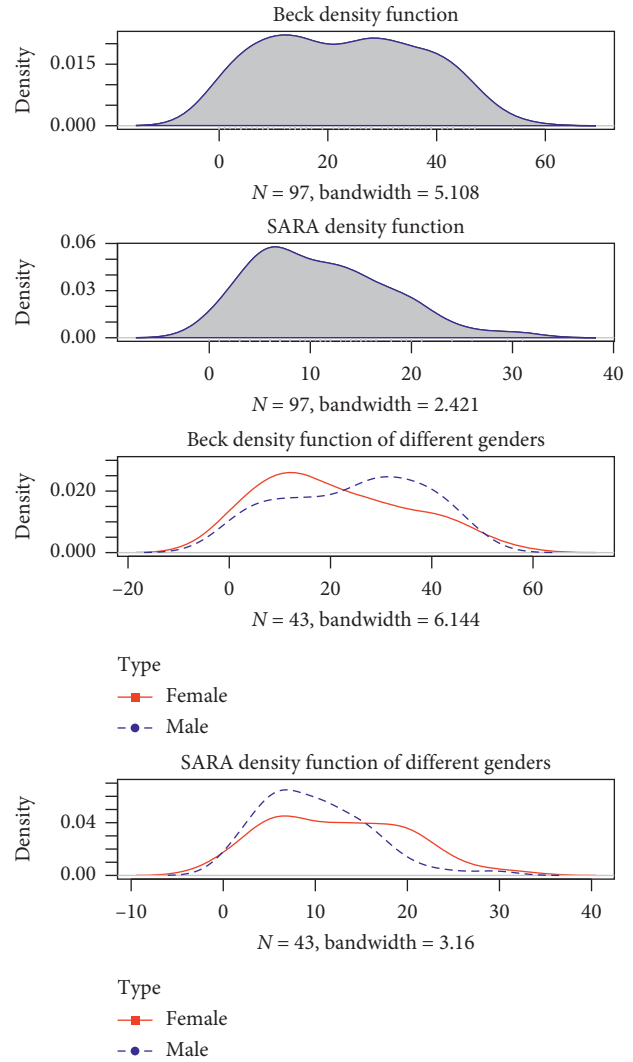 Beck density function
Density
0.015
0.000
0 20 40 60
N = 97, bandwidth = 5.108
SARA density function
Density
0.06
0.03
0.00
0 10 20 30 40
N = 97, bandwidth = 2.421
Beck density function of different genders
Density
0.020
0.000
–20 0 20 40 60
N = 43, bandwidth = 6.144
Type
Female
Male
SARA density function of different genders
Density
0.04
0.00
–10 0 10 20 30 40
N = 43, bandwidth = 3.16
Type
Female
Male